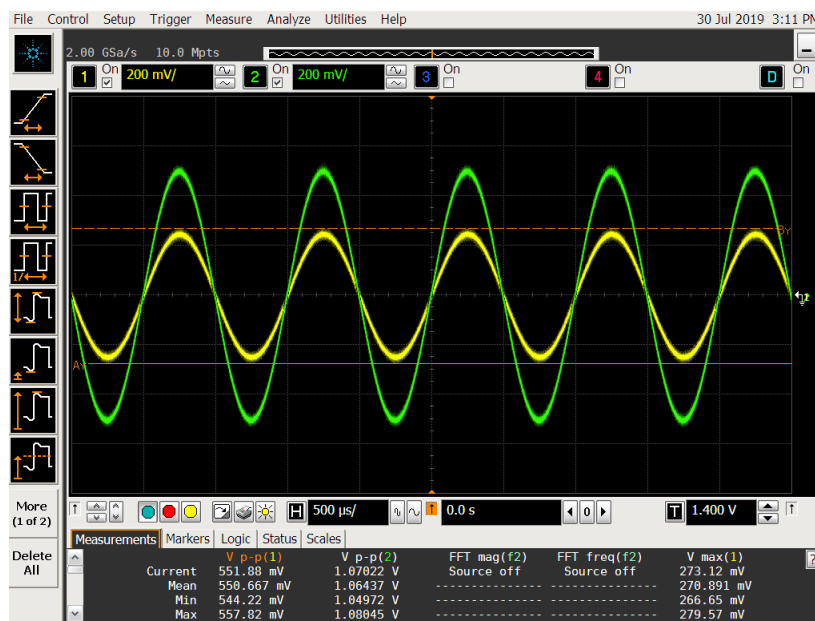 File Control Setup Trigger Measure Analyze Utilities Help 30 Jul 2019 3:11 PM
2.00 GSa/s 10.0 Mpts
1 On 200 mV/ 2 On 200 mV/ 3 On 4 On D On
BY
AY
1/
More
(1 of 2)
Delete
All
H 500 µs/ 0.0 s 0 T 1.400 V
Measurements Markers Logic Status Scales
V p-p(1) V p-p(2) FFT mag(f2) FFT freq(f2) V max(1)
Current 551.88 mV 1.07022 V Source off Source off 273.12 mV
Mean 550.667 mV 1.06437 V --------------- --------------- 270.891 mV
Min 544.22 mV 1.04972 V --------------- --------------- 266.65 mV
Max 557.82 mV 1.08045 V --------------- --------------- 279.57 mV
?